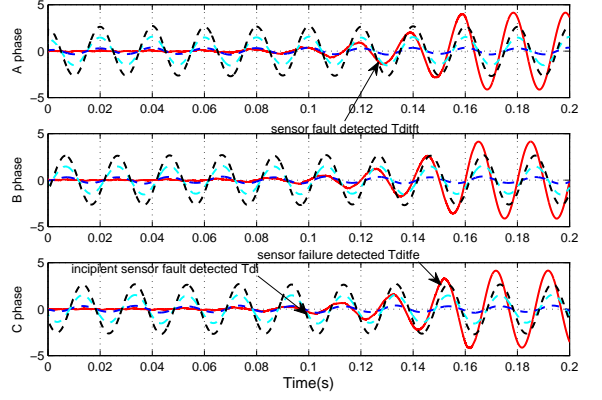 5
0
−5
A phase
0 0.02 0.04 0.06 0.08 0.1 0.12 0.14 0.16 0.18 0.2
sensor fault detected Tditft
5
0
−5
B phase
0 0.02 0.04 0.06 0.08 0.1 0.12 0.14 0.16 0.18 0.2
sensor failure detected Tditfe
incipient sensor fault detected Tdi
5
0
−5
C phase
0 0.02 0.04 0.06 0.08 0.1 0.12 0.14 0.16 0.18 0.2
Time(s)